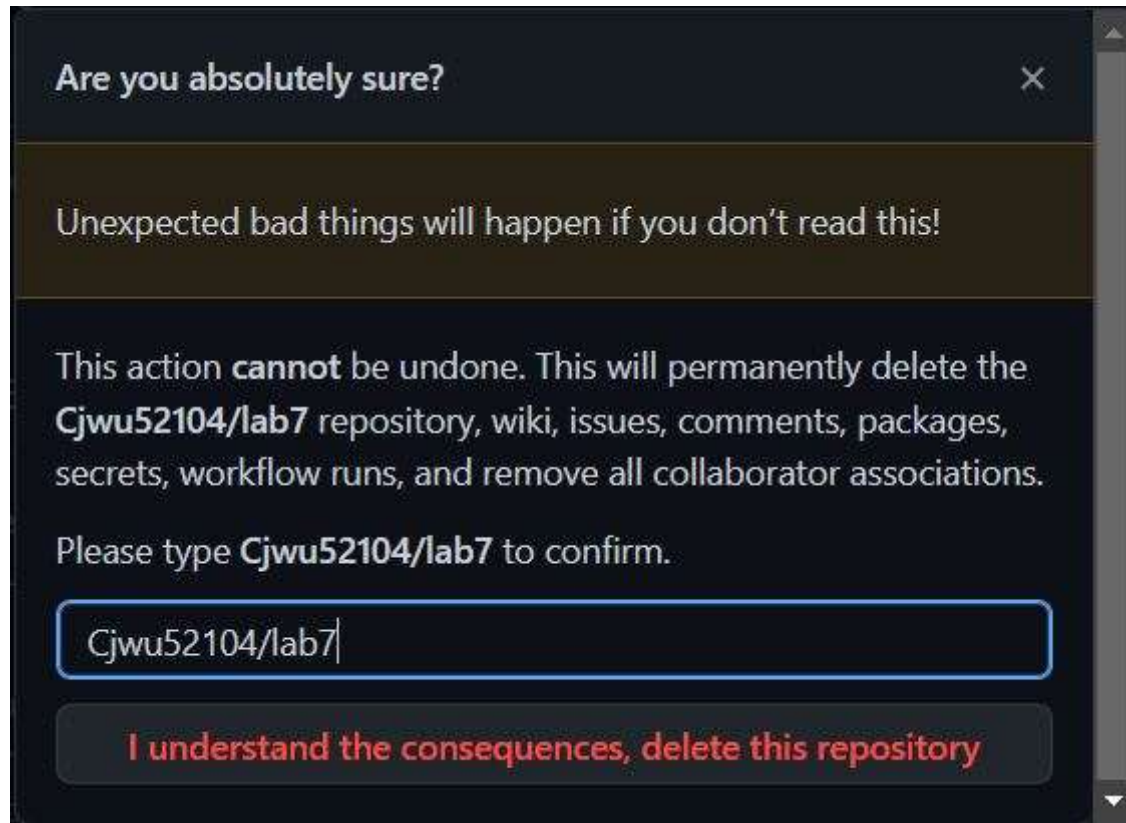 Are you absolutely sure?
Unexpected bad things will happen if you don’t read this!
This action cannot be undone. This will permanently delete the
Cjwu52104/lab7 repository, wiki, issues, comments, packages,
secrets, workflow runs, and remove all collaborator associations.
Please type Cjwu52104/lab7 to confirm.
Cjwu52104/lab7
I understand the consequences, delete this repository